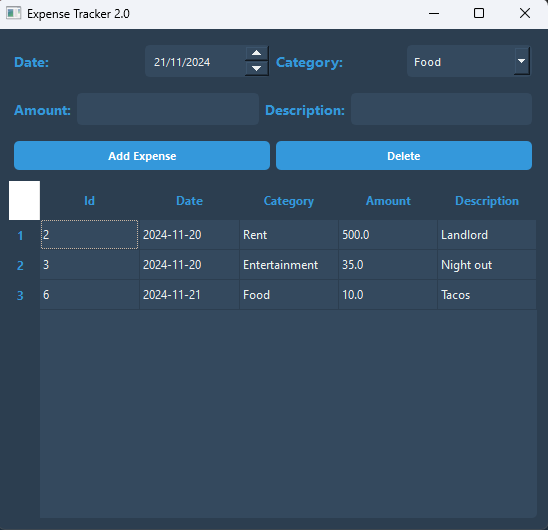 Expense Tracker 2.0
Date: 21/11/2024 Category: Food
Amount: Description:
Add Expense Delete
Id Date Category Amount Description
1 2 2024-11-20 Rent 500.0 Landlord
2 3 2024-11-20 Entertainment 35.0 Night out
3 6 2024-11-21 Food 10.0 Tacos